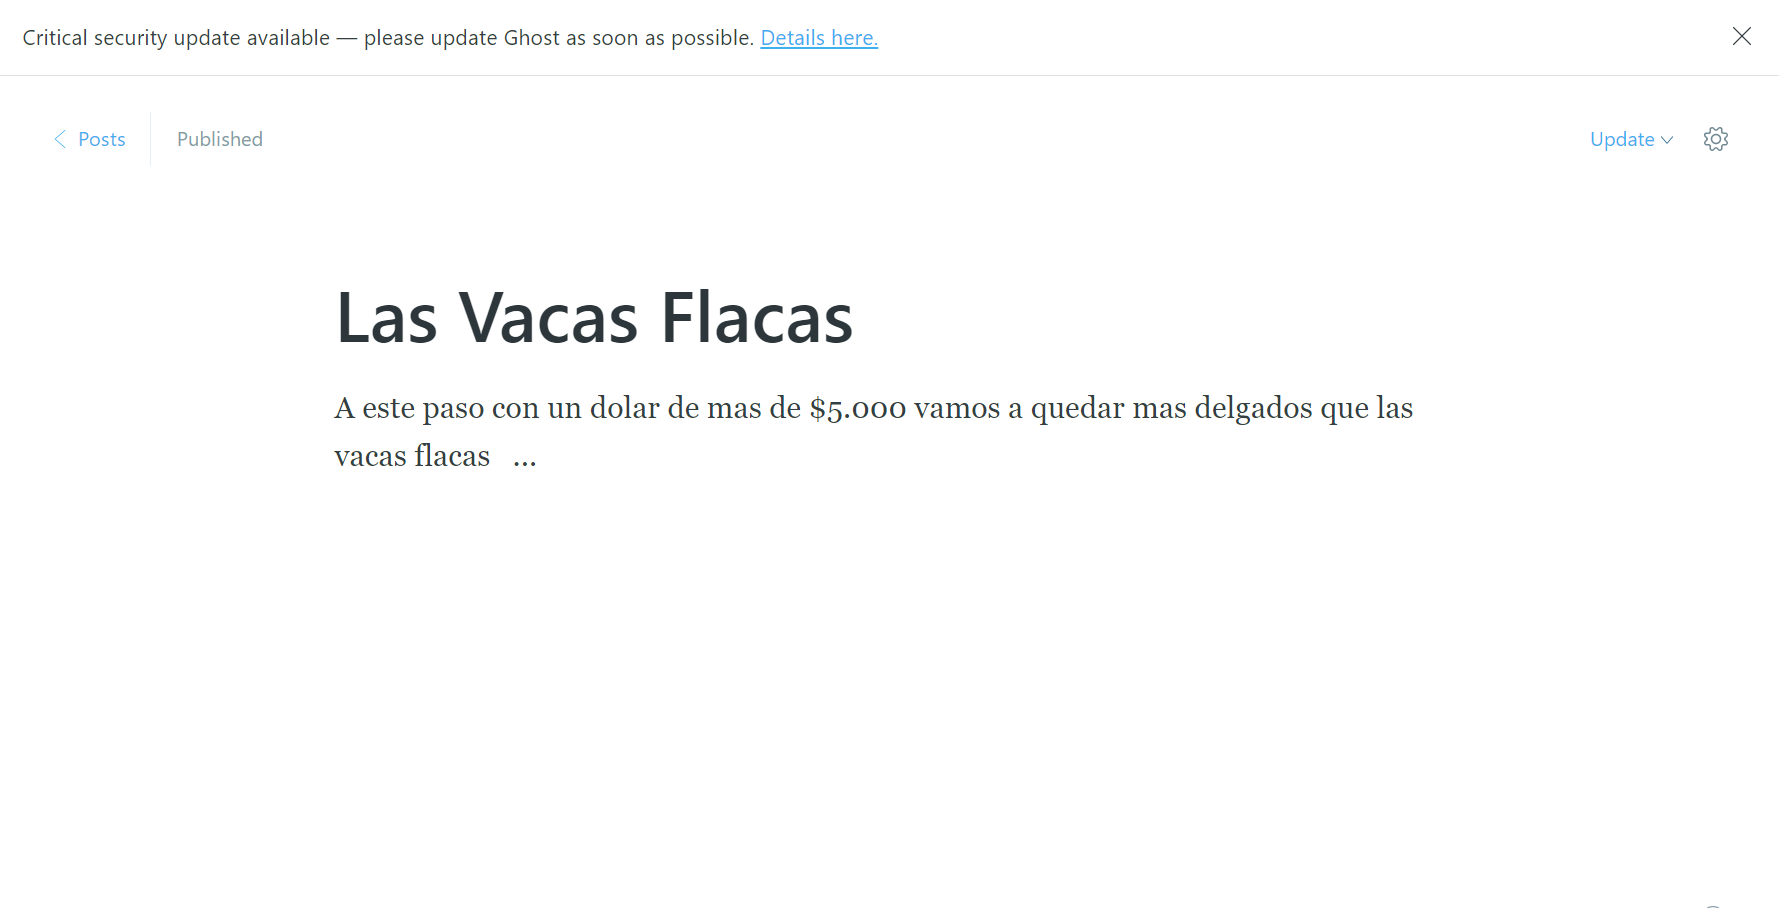 Critical security update available — please update Ghost as soon as possible. Details here.
Posts
Published
Update
Las Vacas Flacas
A este paso con un dolar de mas de $5.000 vamos a quedar mas delgados que las
vacas flacas ...